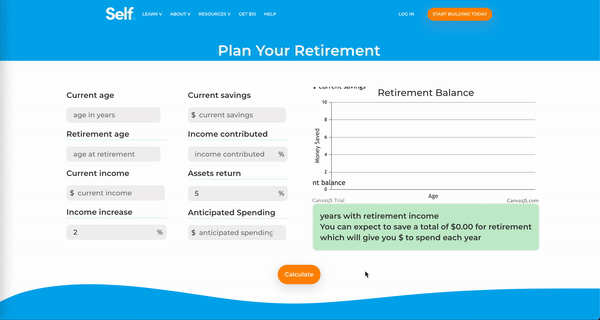 Self LEARN V ABOUT V RESOURCES V GET $10 HELP LOG IN START BUILDING TODAY
Plan Your Retirement
Current age
age in years
Retirement age
age at retirement
Current income
$ current income
Income increase
2 %
Current savings
$ current savings
Income contributed
income contributed %
Assets return
5 %
Anticipated Spending
$ anticipated spending
$ current savings
Retirement Balance
10
8
6
4
2
0
Money Saved
nt balance
Age
CanvasJS Trial
CanvasJS.com
years with retirement income
You can expect to save a total of $0.00 for retirement
which will give you $ to spend each year
Calculate